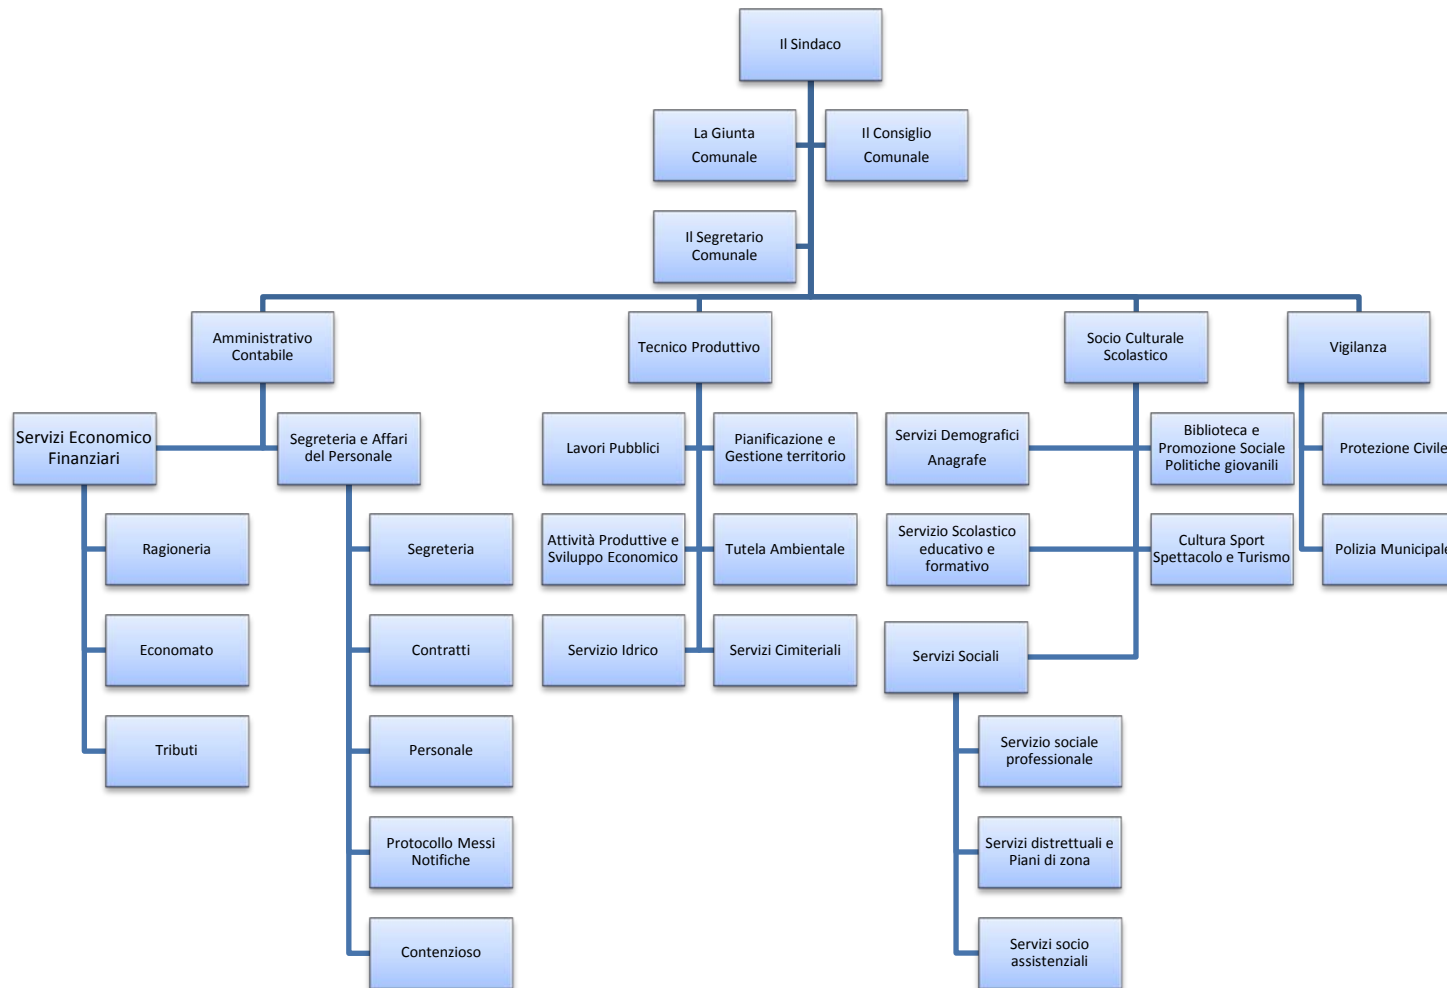 Il Sindaco
La Giunta
Comunale
Il Consiglio
Comunale
Il Segretario
Comunale
Amministrativo
Contabile
Tecnico Produttivo
Socio Culturale
Scolastico
Vigilanza
Servizi Economico
Finanziari
Segreteria e Affari
del Personale
Lavori Pubblici
Pianificazione e
Gestione territorio
Servizi Demografici
Anagrafe
Biblioteca e
Promozione Sociale
Politiche giovanili
Protezione Civile
Ragioneria
Segreteria
Attività Produttive e
Sviluppo Economico
Tutela Ambientale
Servizio Scolastico
educativo e
formativo
Cultura Sport
Spettacolo e Turismo
Polizia Municipale
Economato
Contratti
Servizio Idrico
Servizi Cimiteriali
Servizi Sociali
Tributi
Personale
Servizio sociale
professionale
Protocollo Messi
Notifiche
Servizi distrettuali e
Piani di zona
Contenzioso
Servizi socio
assistenziali